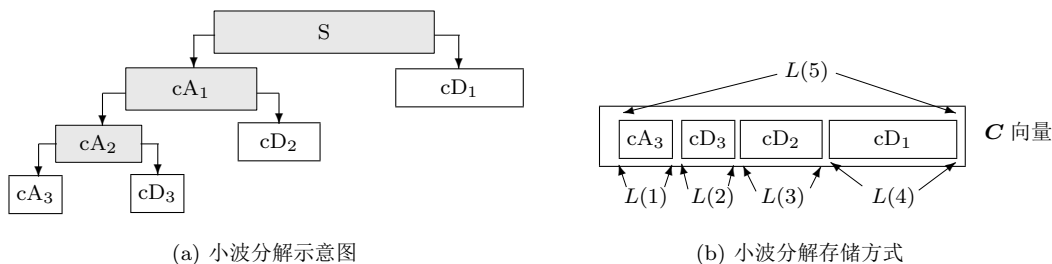 S
cA₁
cD₁
cA₂
cD₂
cA₃
cD₃
(a) 小波分解示意图
L(5)
cA₃ cD₃ cD₂ cD₁
C 向量
L(1) L(2) L(3) L(4)
(b) 小波分解存储方式